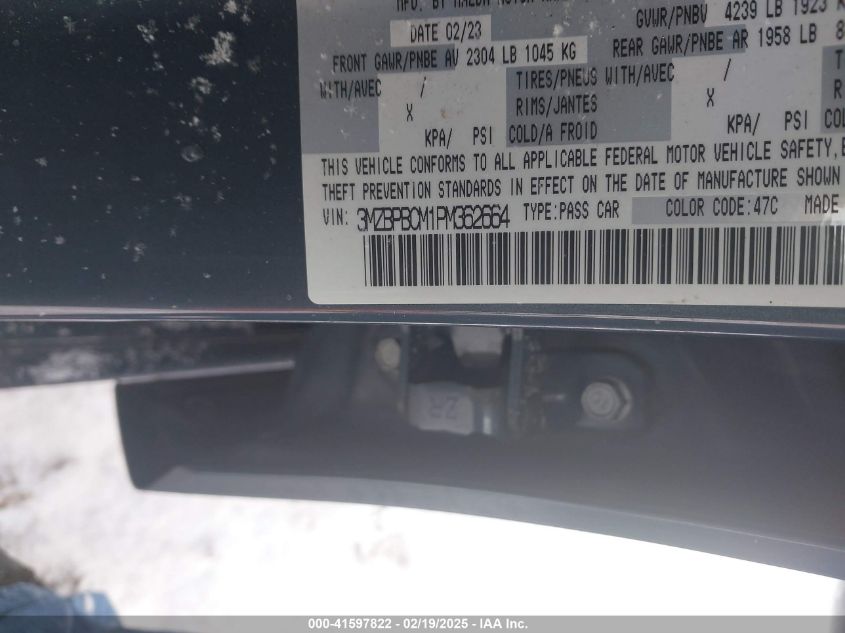 DATE 02/23
GVWR/PNBV 4239 LB 1923 K
FRONT GAWR/PNBE AV 2304 LB 1045 KG
REAR GAWR/PNBE AR 1958 LB 8
WITH/AVEC /
TIRES/PNEUS WITH/AVEC /
X
RIMS/JANTES
X
KPA/ PSI COLD/A FROID
KPA/ PSI
THIS VEHICLE CONFORMS TO ALL APPLICABLE FEDERAL MOTOR VEHICLE SAFETY,
THEFT PREVENTION STANDARDS IN EFFECT ON THE DATE OF MANUFACTURE SHOWN
VIN: 3MZBPBCM1PM362664 TYPE:PASS CAR COLOR CODE:47C MADE
ZR
000-41597822 - 02/19/2025 - IAA Inc.